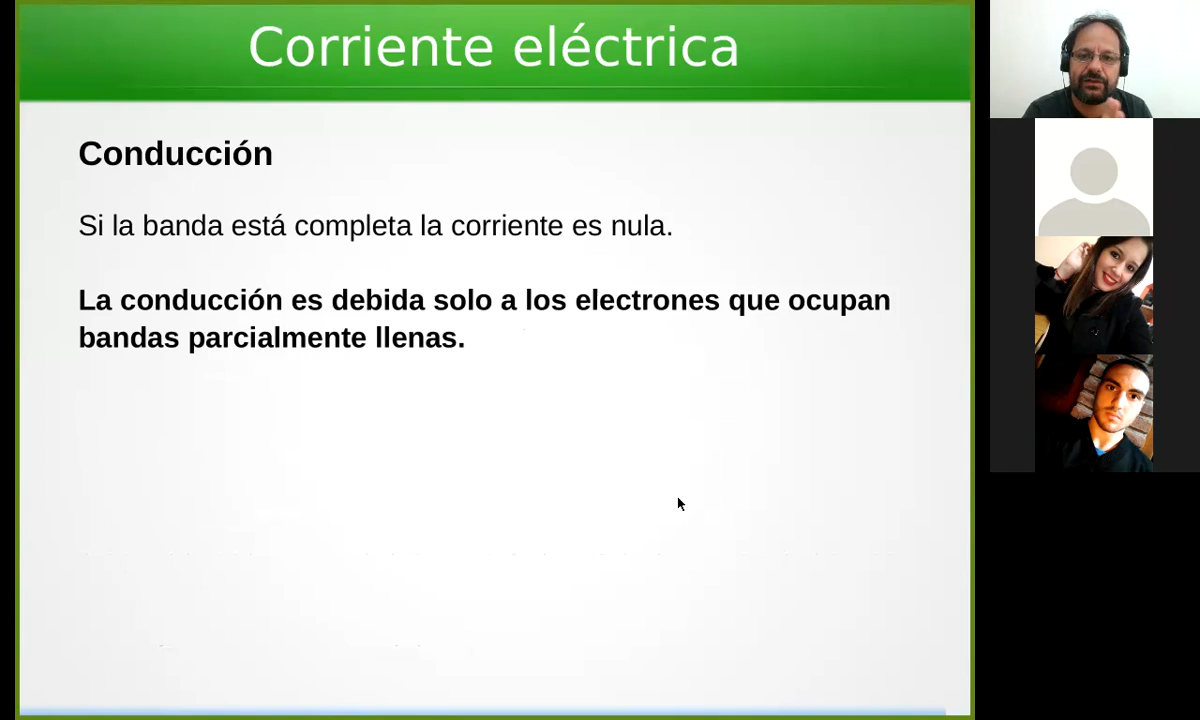 Corriente eléctrica
Conducción
Si la banda está completa la corriente es nula.
La conducción es debida solo a los electrones que ocupan
bandas parcialmente llenas.